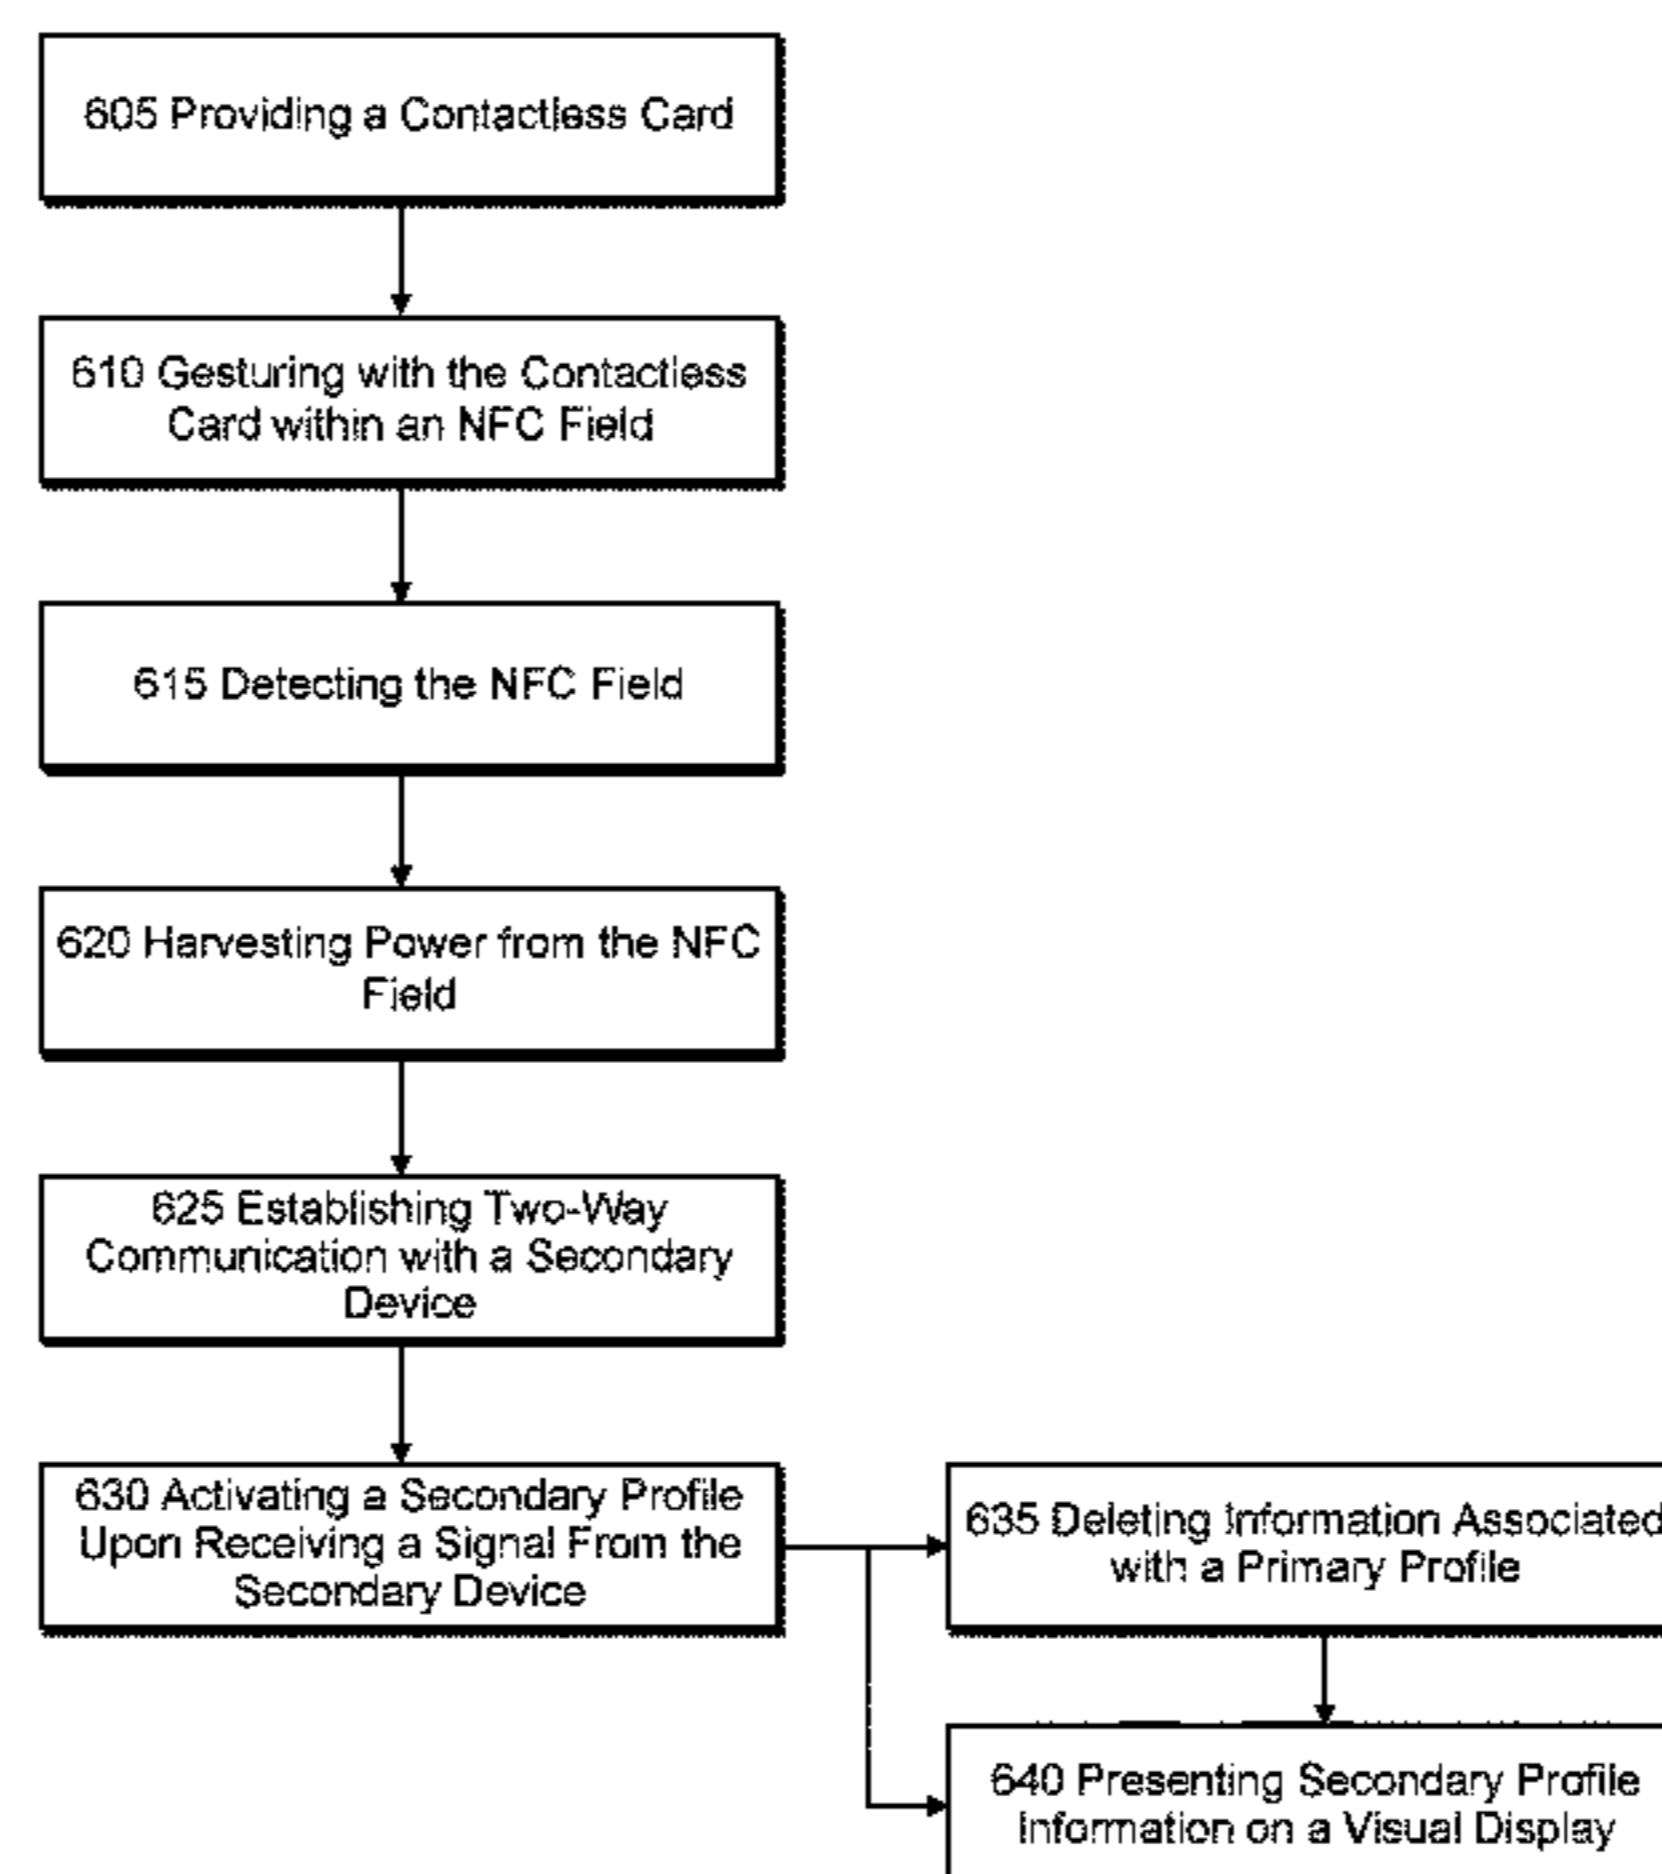 605 Providing a Contactless Card
610 Gesturing with the Contactless
Card within an NFC Field
615 Detecting the NFC Field
620 Harvesting Power from the NFC
Field
625 Establishing Two-Way
Communication with a Secondary
Device
630 Activating a Secondary Profile
Upon Receiving a Signal From the
Secondary Device
635 Deleting Information Associated
with a Primary Profile
640 Presenting Secondary Profile
Information on a Visual Display